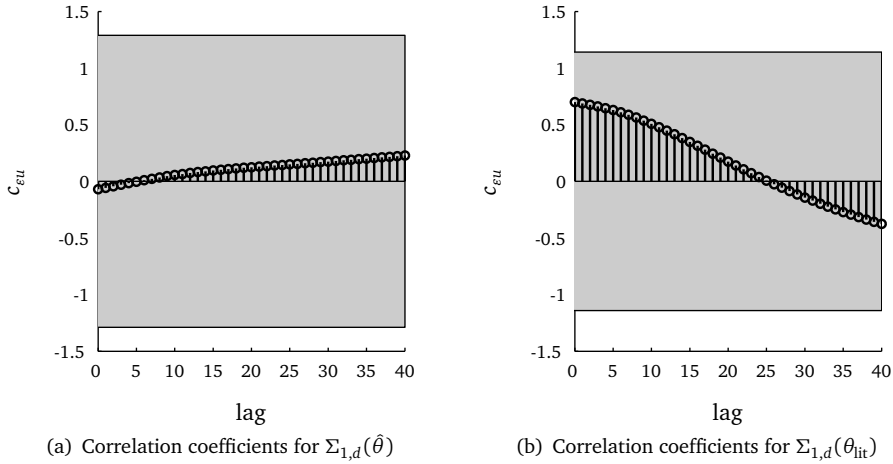 1.5
1
0.5
0
-0.5
-1
-1.5
c_{εu}
0 5 10 15 20 25 30 35 40
lag
(a) Correlation coefficients for Σ_{1,d}(θ̂)
1.5
1
0.5
0
-0.5
-1
-1.5
c_{εu}
0 5 10 15 20 25 30 35 40
lag
(b) Correlation coefficients for Σ_{1,d}(θ_{lit})